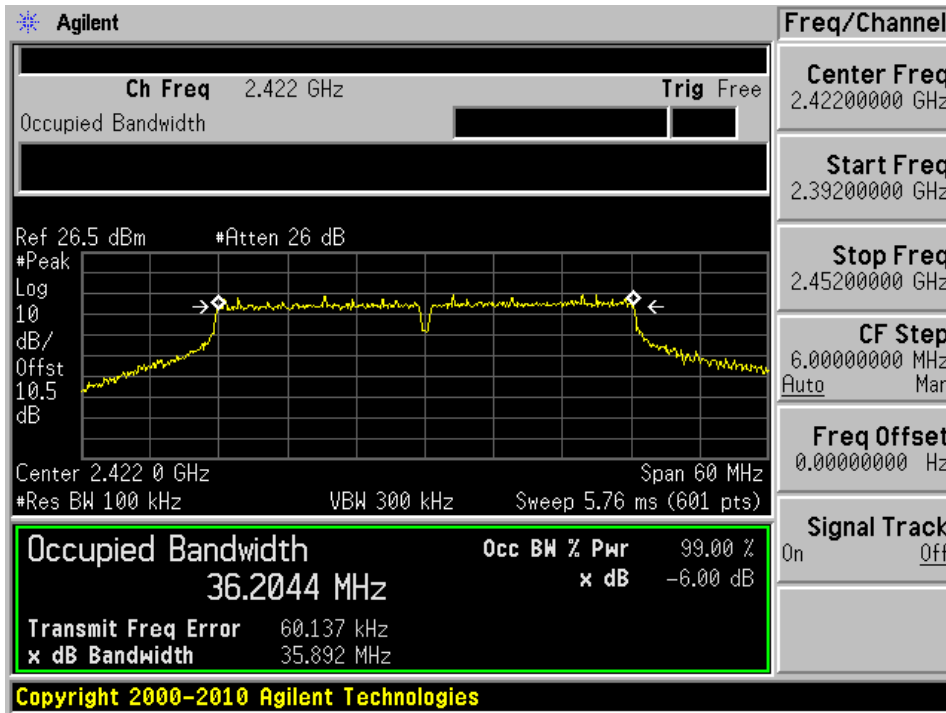 Agilent
Freq/Channel
Ch Freq 2.422 GHz Trig Free
Occupied Bandwidth
Center Freq
2.42200000 GHz
Start Freq
2.39200000 GHz
Stop Freq
2.45200000 GHz
CF Step
6.00000000 MHz
Auto Man
Freq Offset
0.00000000 Hz
Signal Track
On Off
Ref 26.5 dBm #Atten 26 dB
#Peak
Log
10
dB/
Offst
10.5
dB
Center 2.422 0 GHz Span 60 MHz
#Res BW 100 kHz VBW 300 kHz Sweep 5.76 ms (601 pts)
Occupied Bandwidth Occ BW % Pwr 99.00 %
36.2044 MHz x dB -6.00 dB
Transmit Freq Error 60.137 kHz
x dB Bandwidth 35.892 MHz
Copyright 2000-2010 Agilent Technologies